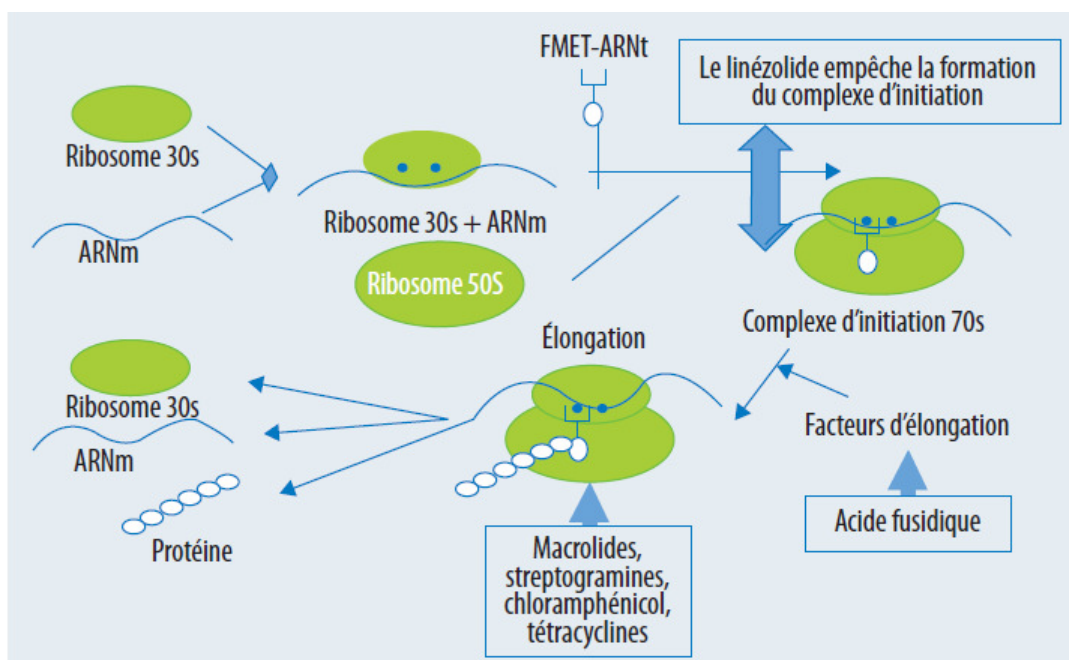 FMET-ARNt
Le linézolide empêche la formation
du complexe d'initiation
Ribosome 30s
ARNm
Ribosome 30s + ARNm
Ribosome 50S
Complexe d'initiation 70s
Élongation
Ribosome 30s
ARNm
Protéine
Facteurs d'élongation
Acide fusidique
Macrolides,
streptogramines,
chloramphénicol,
tétracyclines